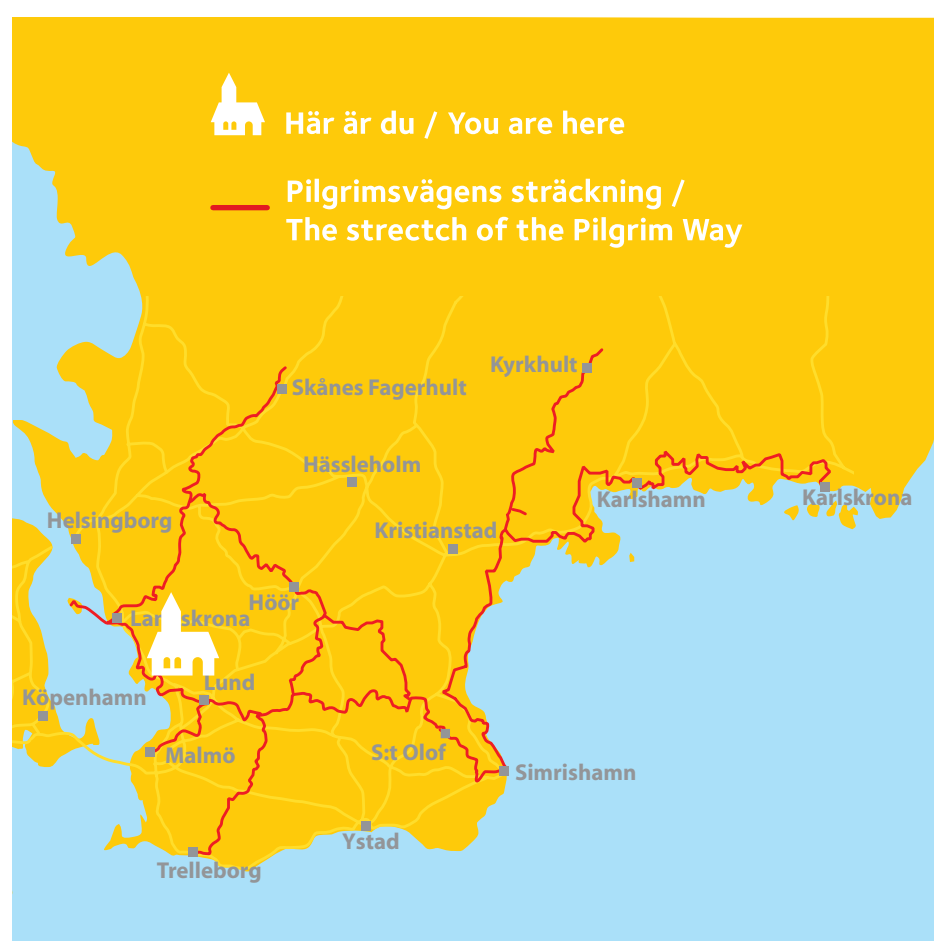 Här är du / You are here
Pilgrimsvägens sträckning /
The strectch of the Pilgrim Way
Kyrkhult
Skånes Fagerhult
Hässleholm
Karlshamn
Karlskrona
Helsingborg
Kristianstad
Höör
Landskrona
Lund
Köpenhamn
Malmö
S:t Olof
Simrishamn
Ystad
Trelleborg